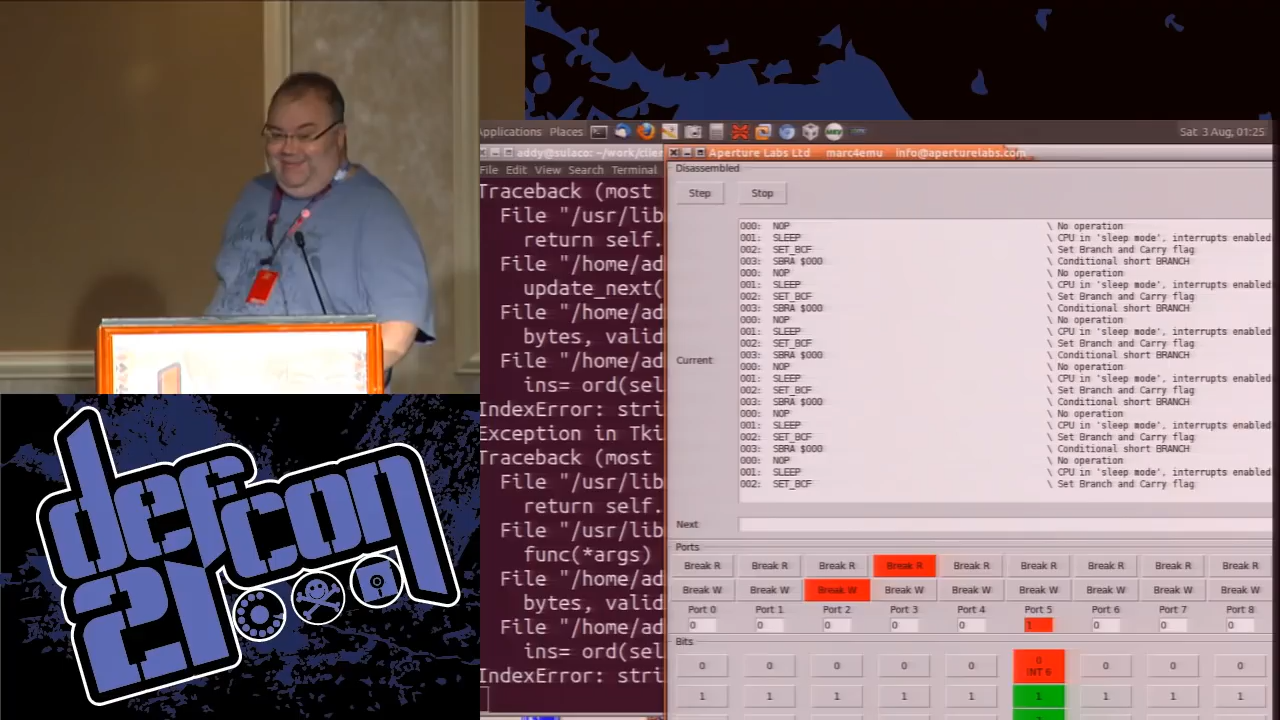 Applications Places
Sat 3 Aug, 01:25
addy@sulaco: ~/work/clie
File Edit View Search Terminal
Traceback (most
File "/usr/lib
return self.
File "/home/ad
update_next(
File "/home/ad
bytes, valid
File "/home/ad
ins= ord(sel
IndexError: stri
Exception in Tki
Traceback (most
File "/usr/lib
return self.
File "/usr/lib
func(*args)
File "/home/ad
bytes, valid
File "/home/ad
ins= ord(sel
IndexError: stri
Aperture Labs Ltd marc4emu info@aperturelabs.com
Disassembled
Step Stop
000: NOP \ No operation
001: SLEEP \ CPU in 'sleep mode', interrupts enabled
002: SET_BCF \ Set Branch and Carry flag
003: SBRA $000 \ Conditional short BRANCH
000: NOP \ No operation
001: SLEEP \ CPU in 'sleep mode', interrupts enabled
002: SET_BCF \ Set Branch and Carry flag
003: SBRA $000 \ Conditional short BRANCH
000: NOP \ No operation
001: SLEEP \ CPU in 'sleep mode', interrupts enabled
002: SET_BCF \ Set Branch and Carry flag
003: SBRA $000 \ Conditional short BRANCH
000: NOP \ No operation
001: SLEEP \ CPU in 'sleep mode', interrupts enabled
002: SET_BCF \ Set Branch and Carry flag
003: SBRA $000 \ Conditional short BRANCH
000: NOP \ No operation
001: SLEEP \ CPU in 'sleep mode', interrupts enabled
002: SET_BCF \ Set Branch and Carry flag
003: SBRA $000 \ Conditional short BRANCH
000: NOP \ No operation
001: SLEEP \ CPU in 'sleep mode', interrupts enabled
002: SET_BCF \ Set Branch and Carry flag
Current:
Next:
Ports
Break R Break R Break R Break R Break R Break R Break R Break R Break R
Break W Break W Break W Break W Break W Break W Break W Break W Break W
Port 0 Port 1 Port 2 Port 3 Port 4 Port 5 Port 6 Port 7 Port 8
0 0 0 0 0 1 0 0 0
Bits
0 0 0 0 0 0 0 0 0
INT 6
1 1 1 1 1 1 1 1 1
defcon
21